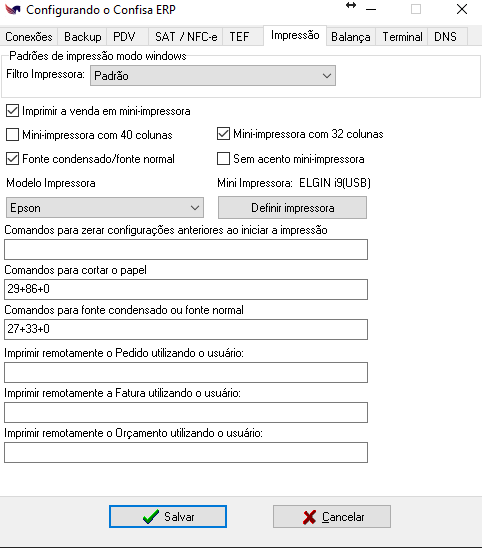 Configurando o Confisa ERP
Conexões Backup PDV SAT / NFC-e TEF Impressão Balança Terminal DNS
Padrões de impressão modo windows
Filtro Impressora: Padrão
Imprimir a venda em mini-impressora
Mini-impressora com 40 colunas Mini-impressora com 32 colunas
Fonte condensado/fonte normal Sem acento mini-impressora
Modelo Impressora Mini Impressora: ELGIN i9(USB)
Epson Definir impressora
Comandos para zerar configurações anteriores ao iniciar a impressão
Comandos para cortar o papel
29+86+0
Comandos para fonte condensado ou fonte normal
27+33+0
Imprimir remotamente o Pedido utilizando o usuário:
Imprimir remotamente a Fatura utilizando o usuário:
Imprimir remotamente o Orçamento utilizando o usuário:
Salvar Cancelar